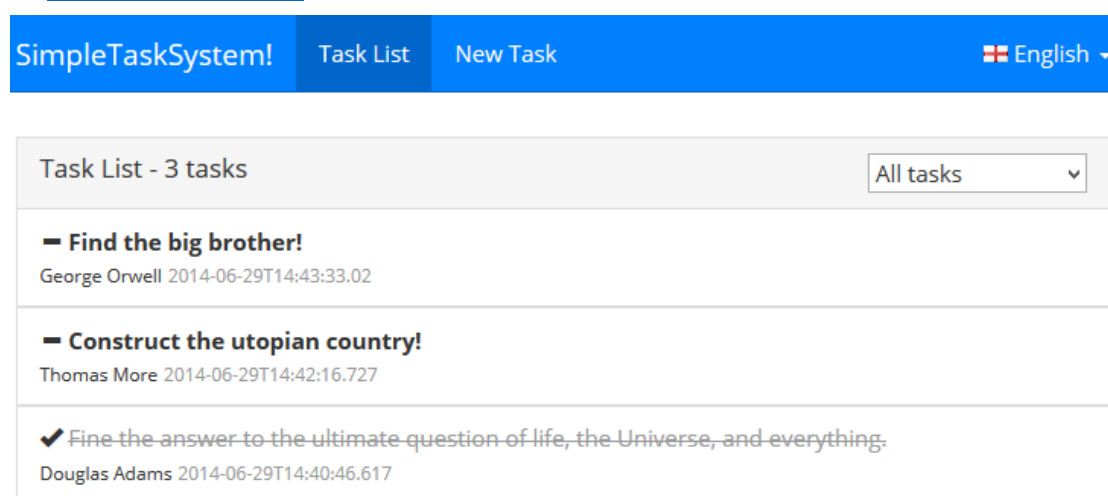 SimpleTaskSystem! Task List New Task English
Task List - 3 tasks All tasks
Find the big brother!
George Orwell 2014-06-29T14:43:33.02
Construct the utopian country!
Thomas More 2014-06-29T14:42:16.727
Fine the answer to the ultimate question of life, the Universe, and everything.
Douglas Adams 2014-06-29T14:40:46.617